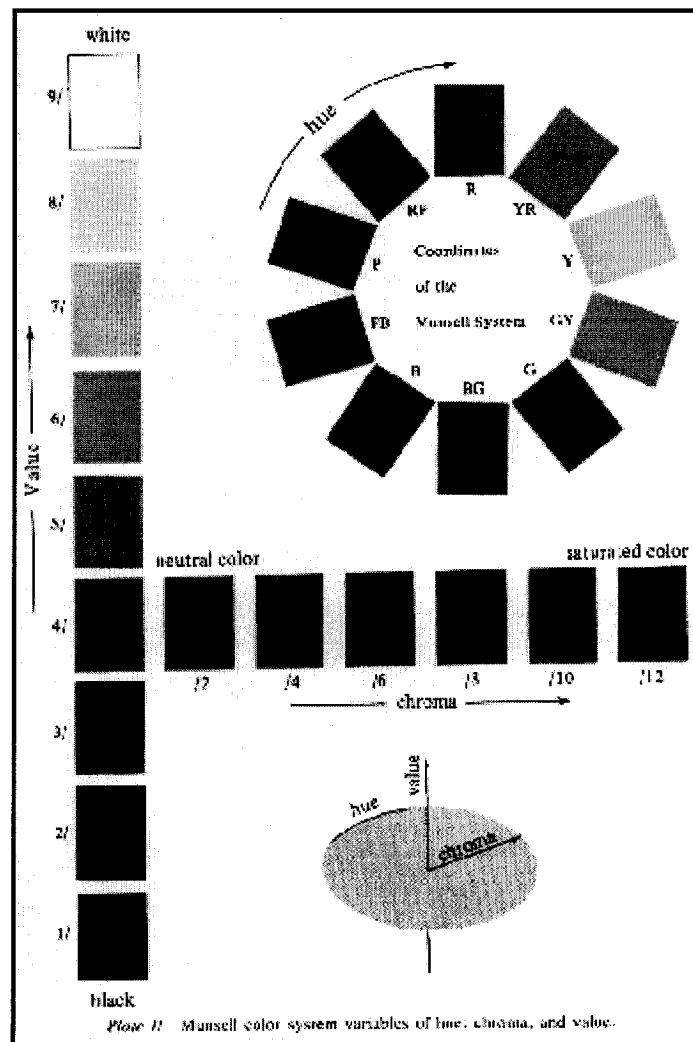 white
9/
8/
7/
6/
5/
4/
3/
2/
1/
black
Value
hue
R
YR
Y
GY
G
BG
B
PB
P
RP
Coordinates
of the
Munsell System
neutral color
saturated color
/2
/4
/6
/8
/10
/12
chroma
value
hue
chroma
Plate II Munsell color system variables of hue, chroma, and value.